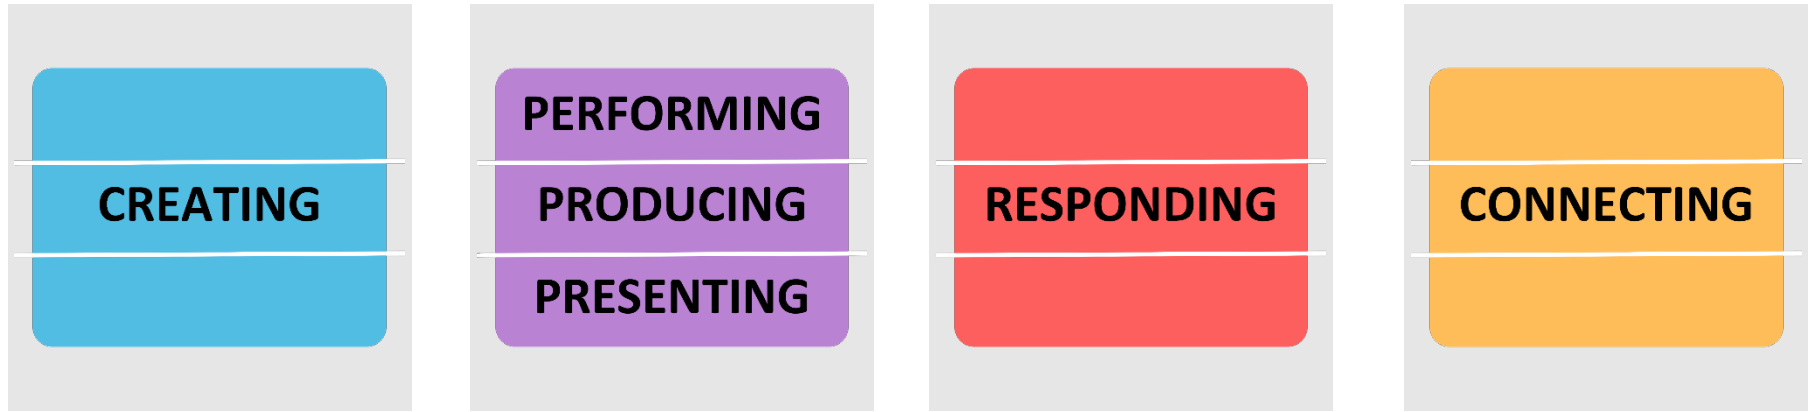 CREATING
PERFORMING
PRODUCING
PRESENTING
RESPONDING
CONNECTING